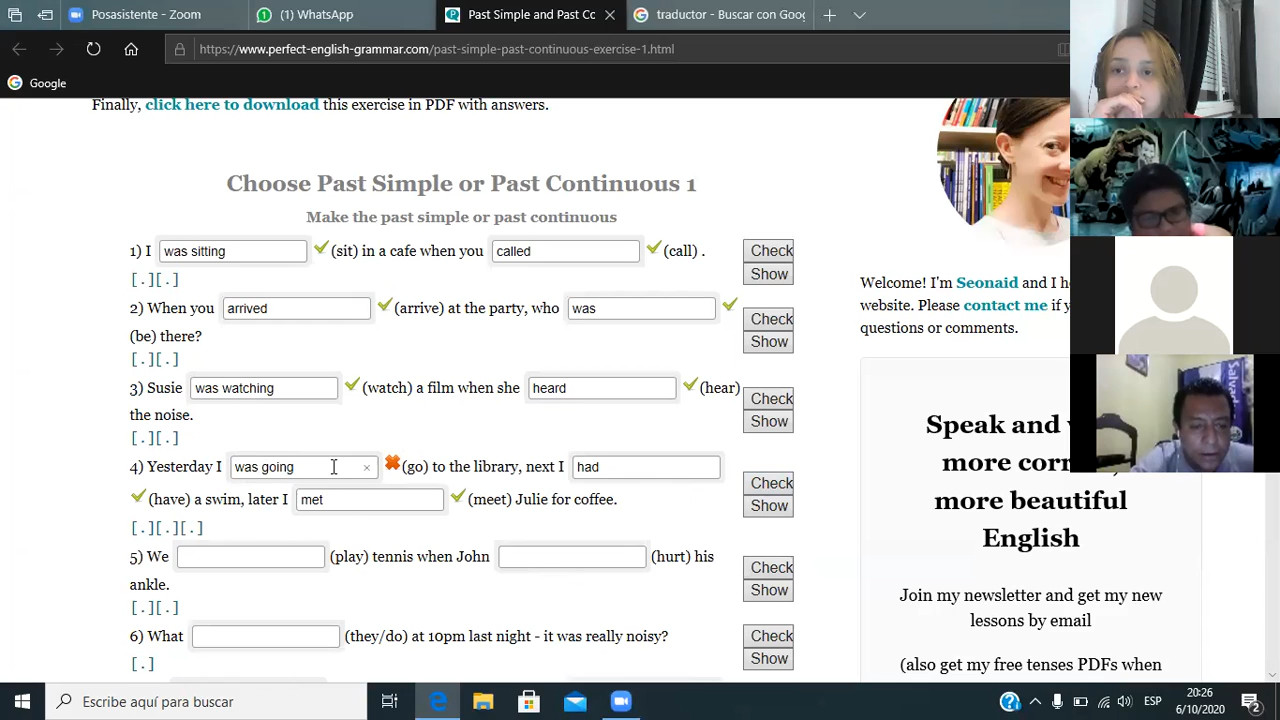 Posasistente - Zoom
(1) WhatsApp
Past Simple and Past Co
traductor - Buscar con Goog
https://www.perfect-english-grammar.com/past-simple-past-continuous-exercise-1.html
Google
Finally, click here to download this exercise in PDF with answers.
Choose Past Simple or Past Continuous 1
Make the past simple or past continuous
1) I was sitting (sit) in a cafe when you called (call) .
Check
[.][.]
Show
2) When you arrived (arrive) at the party, who was
Check
(be) there?
Show
[.][.]
3) Susie was watching (watch) a film when she heard (hear)
Check
the noise.
Show
[.][.]
4) Yesterday I was going (go) to the library, next I had
Check
(have) a swim, later I met (meet) Julie for coffee.
Show
[.][.][.]
5) We (play) tennis when John (hurt) his
Check
ankle.
Show
[.][.]
6) What (they/do) at 10pm last night - it was really noisy?
Check
Show
[.]
Welcome! I'm Seonaid and I h
website. Please contact me if y
questions or comments.
Speak and
more cor
more beautiful
English
Join my newsletter and get my new
lessons by email
(also get my free tenses PDFs when
Escribe aquí para buscar
ESP
20:26
6/10/2020
2